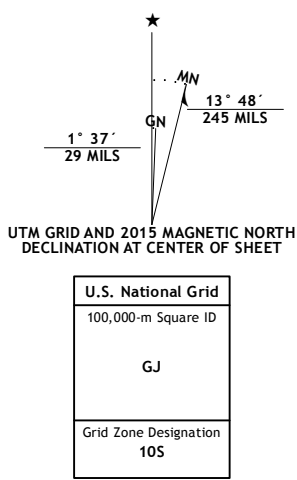 MN
GN
13° 48´
245 MILS
1° 37´
29 MILS
UTM GRID AND 2015 MAGNETIC NORTH
DECLINATION AT CENTER OF SHEET
U.S. National Grid
100,000-m Square ID
GJ
Grid Zone Designation
10S